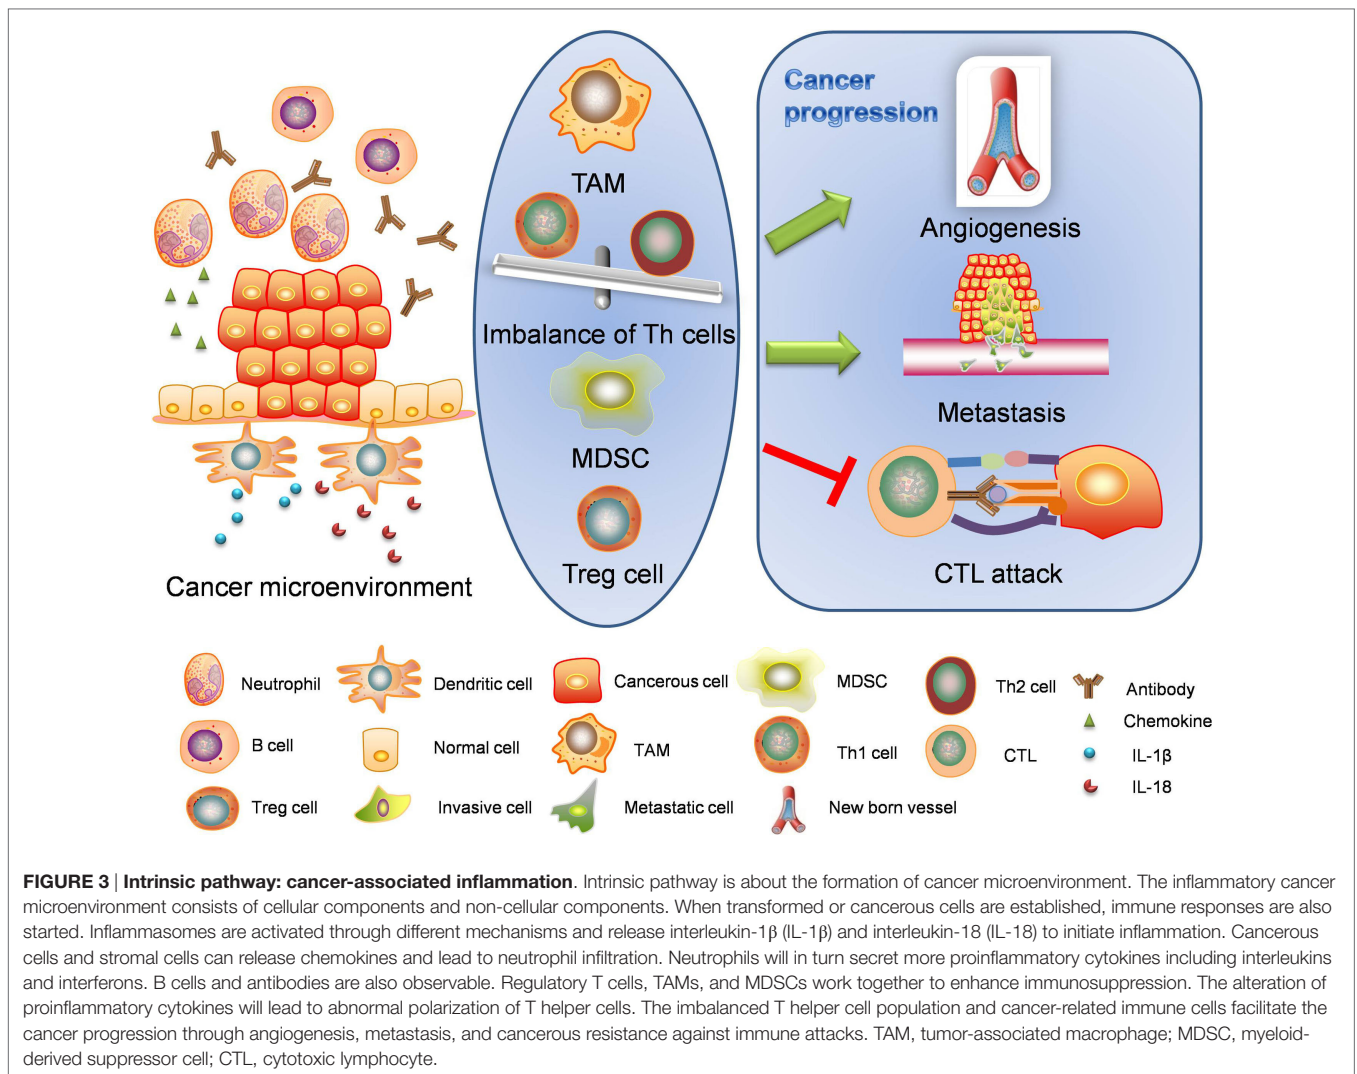 Cancer
progression
TAM
Angiogenesis
Imbalance of Th cells
Metastasis
MDSC
Treg cell
CTL attack
Cancer microenvironment
Neutrophil
Dendritic cell
Cancerous cell
MDSC
Th2 cell
Antibody
Chemokine
B cell
Normal cell
TAM
Th1 cell
CTL
IL-1β
IL-18
Treg cell
Invasive cell
Metastatic cell
New born vessel
FIGURE 3 | Intrinsic pathway: cancer-associated inflammation. Intrinsic pathway is about the formation of cancer microenvironment. The inflammatory cancer
microenvironment consists of cellular components and non-cellular components. When transformed or cancerous cells are established, immune responses are also
started. Inflammasomes are activated through different mechanisms and release interleukin-1β (IL-1β) and interleukin-18 (IL-18) to initiate inflammation. Cancerous
cells and stromal cells can release chemokines and lead to neutrophil infiltration. Neutrophils will in turn secret more proinflammatory cytokines including interleukins
and interferons. B cells and antibodies are also observable. Regulatory T cells, TAMs, and MDSCs work together to enhance immunosuppression. The alteration of
proinflammatory cytokines will lead to abnormal polarization of T helper cells. The imbalanced T helper cell population and cancer-related immune cells facilitate the
cancer progression through angiogenesis, metastasis, and cancerous resistance against immune attacks. TAM, tumor-associated macrophage; MDSC, myeloid-
derived suppressor cell; CTL, cytotoxic lymphocyte.